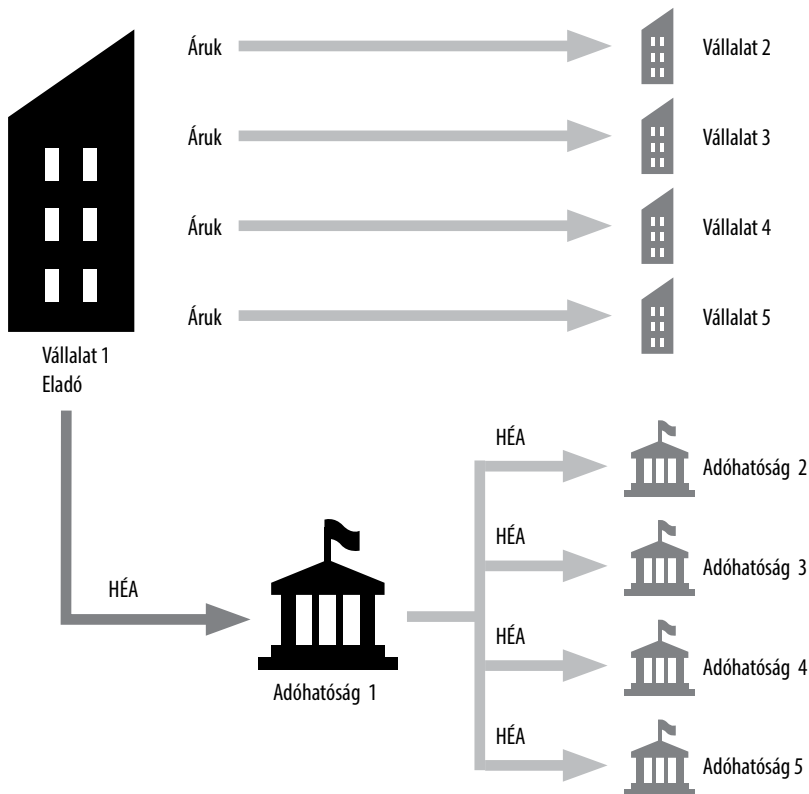 Áruk
Vállalat 2
Áruk
Vállalat 3
Áruk
Vállalat 4
Áruk
Vállalat 5
Vállalat 1
Eladó
HÉA
Adóhatóság 2
HÉA
Adóhatóság 3
HÉA
HÉA
Adóhatóság 4
Adóhatóság 1
HÉA
Adóhatóság 5